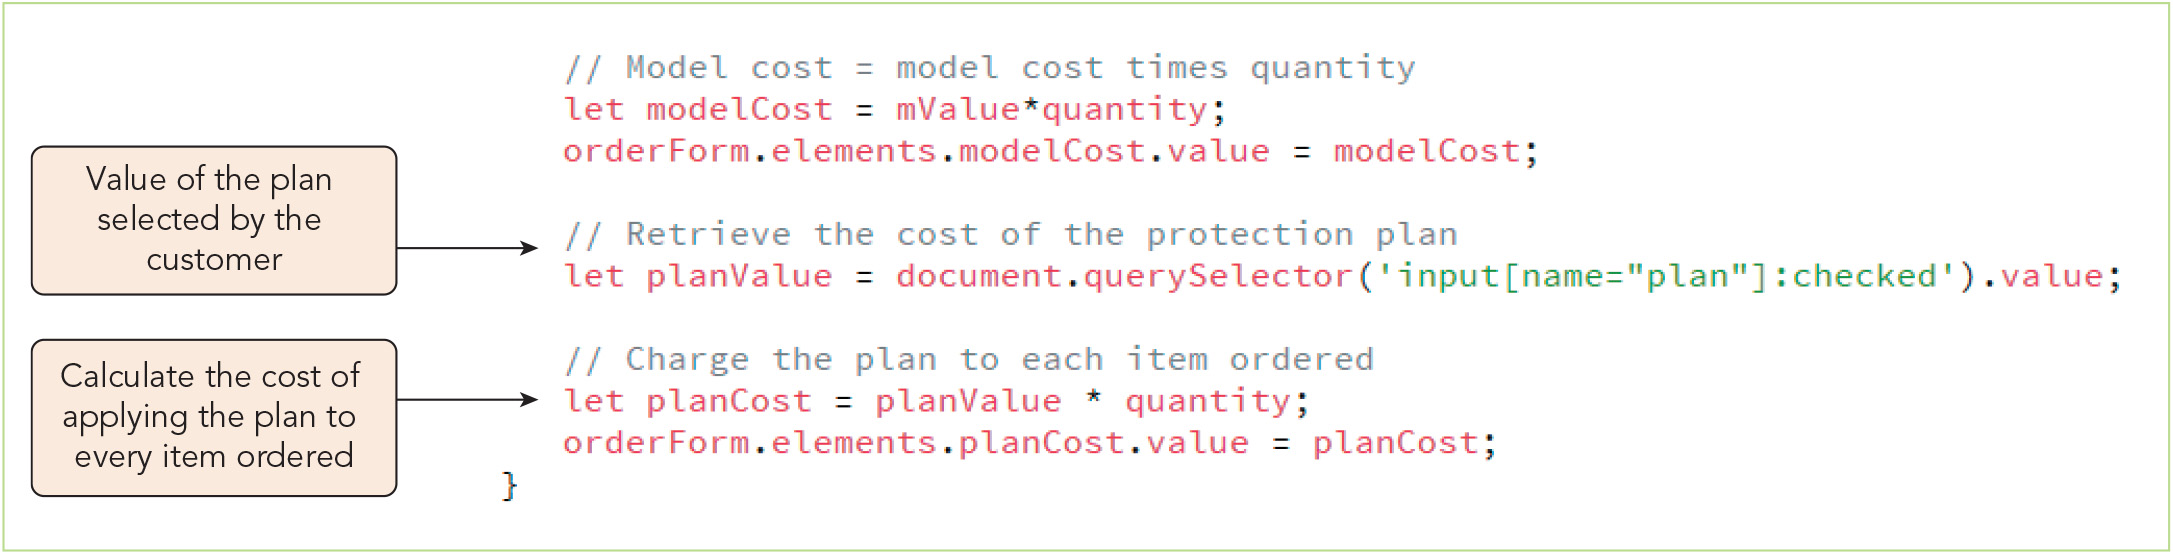 // Model cost = model cost times quantity
let modelCost = mValue*quantity;
orderForm.elements.modelCost.value = modelCost;
Value of the plan
selected by the
customer
// Retrieve the cost of the protection plan
let planValue = document.querySelector('input[name="plan"]:checked').value;
Calculate the cost of
applying the plan to
every item ordered
// Charge the plan to each item ordered
let planCost = planValue * quantity;
orderForm.elements.planCost.value = planCost;
}